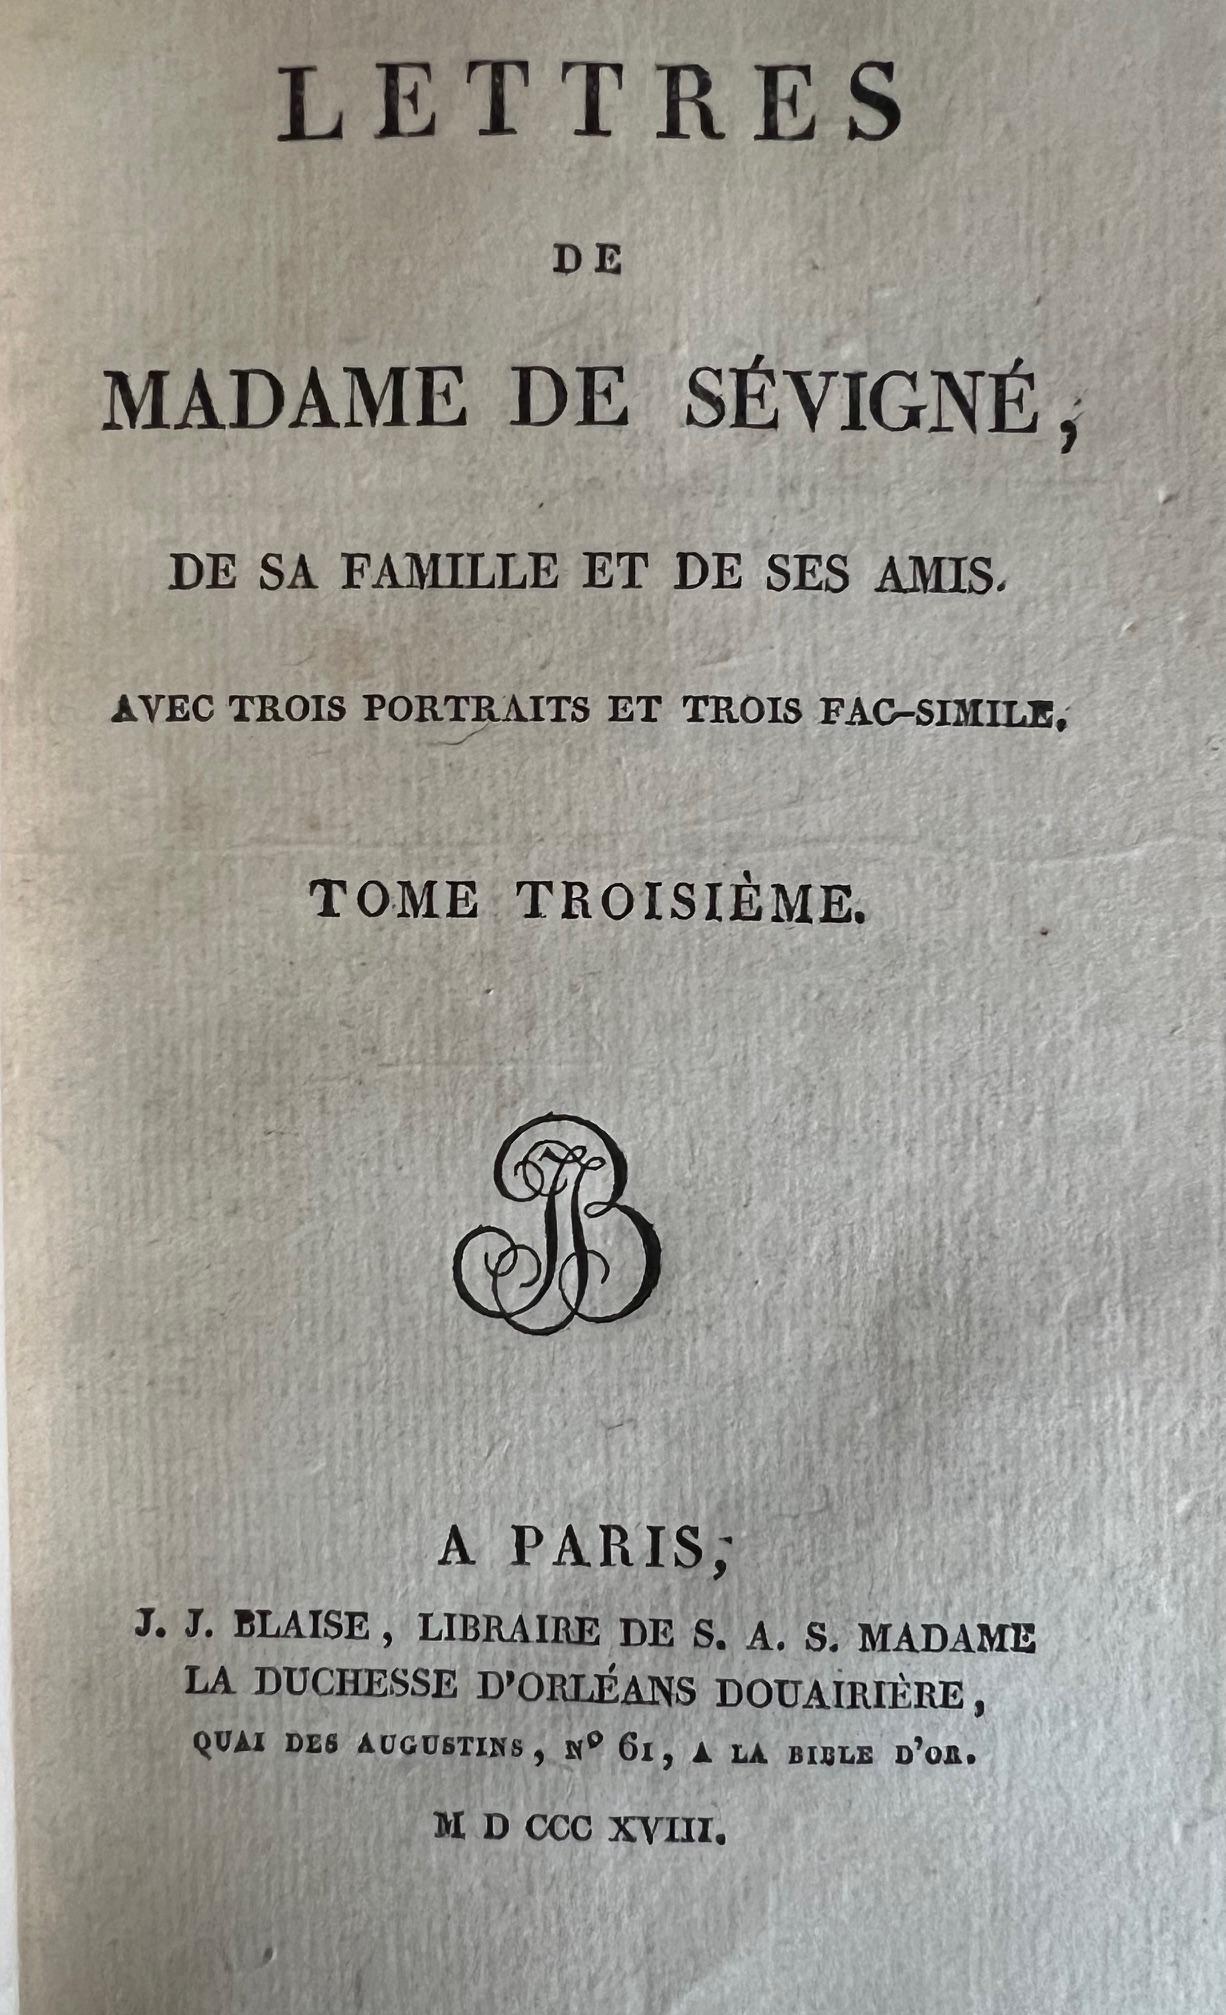 LETTRES
DE
MADAME DE SÉVIGNÉ,
DE SA FAMILLE ET DE SES AMIS.
AVEC TROIS PORTRAITS ET TROIS FAC-SIMILE.
TOME TROISIÈME.
JJB
A PARIS,
J. J. BLAISE, LIBRAIRE DE S. A. S. MADAME
LA DUCHESSE D'ORLÉANS DOUAIRIÈRE,
QUAI DES AUGUSTINS, Nº 61, A LA BIBLE D'OR.
M D CCC XVIII.